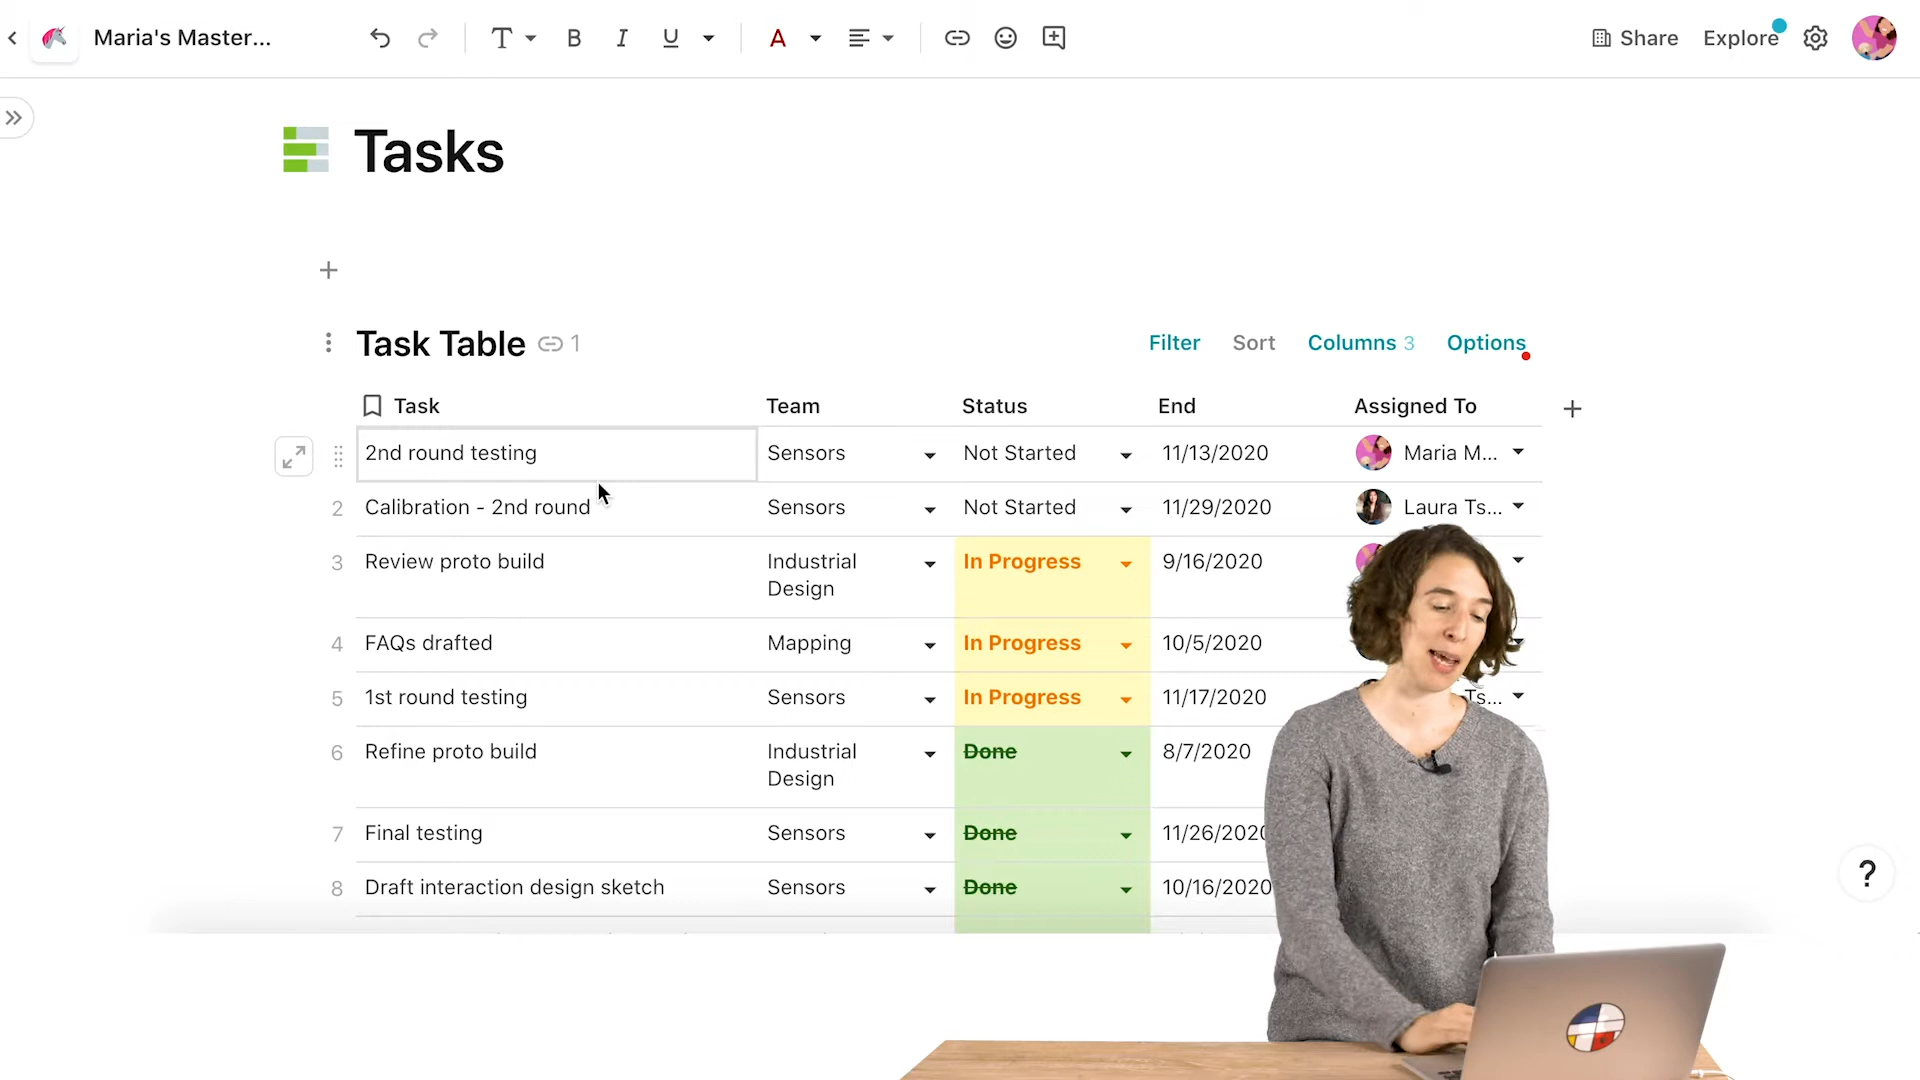 Maria's Master...
T B I U A
Share Explore
Tasks
Task Table 1
Filter Sort Columns 3 Options
Task Team Status End Assigned To
2nd round testing Sensors Not Started 11/13/2020 Maria M...
2 Calibration - 2nd round Sensors Not Started 11/29/2020 Laura Ts...
3 Review proto build Industrial Design In Progress 9/16/2020
4 FAQs drafted Mapping In Progress 10/5/2020
5 1st round testing Sensors In Progress 11/17/2020 Ts...
6 Refine proto build Industrial Design Done 8/7/2020
7 Final testing Sensors Done 11/26/2020
8 Draft interaction design sketch Sensors Done 10/16/2020
?